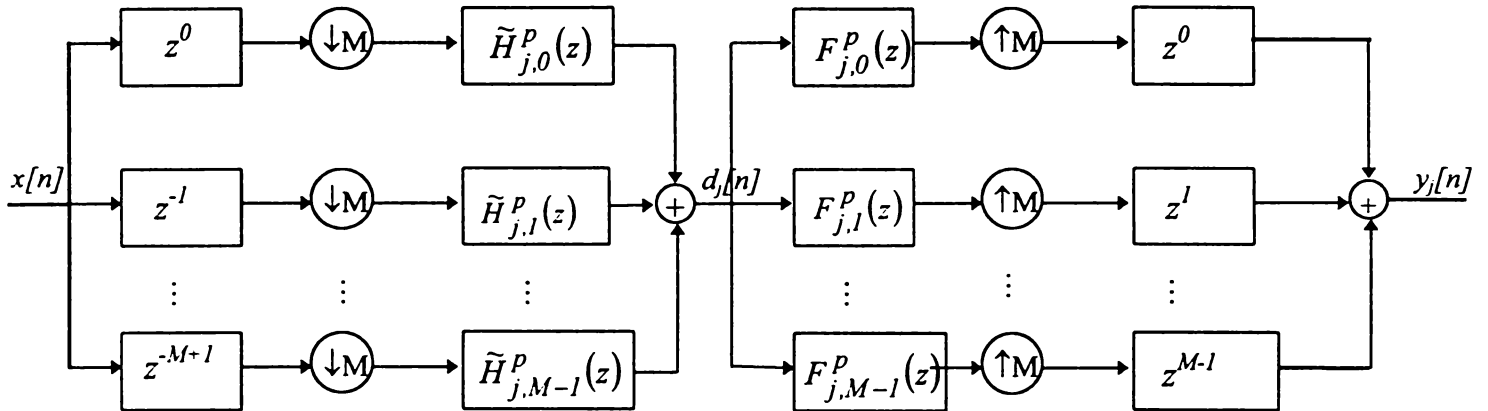 z^0 ↓M H̃^p_{j,0}(z) F^p_{j,0}(z) ↑M z^0
x[n] z^{-1} ↓M H̃^p_{j,1}(z) + d_j[n] F^p_{j,1}(z) ↑M z^1 + y_j[n]
⋮ ⋮ ⋮ ⋮ ⋮ ⋮
z^{-M+1} ↓M H̃^p_{j,M-1}(z) F^p_{j,M-1}(z) ↑M z^{M-1}